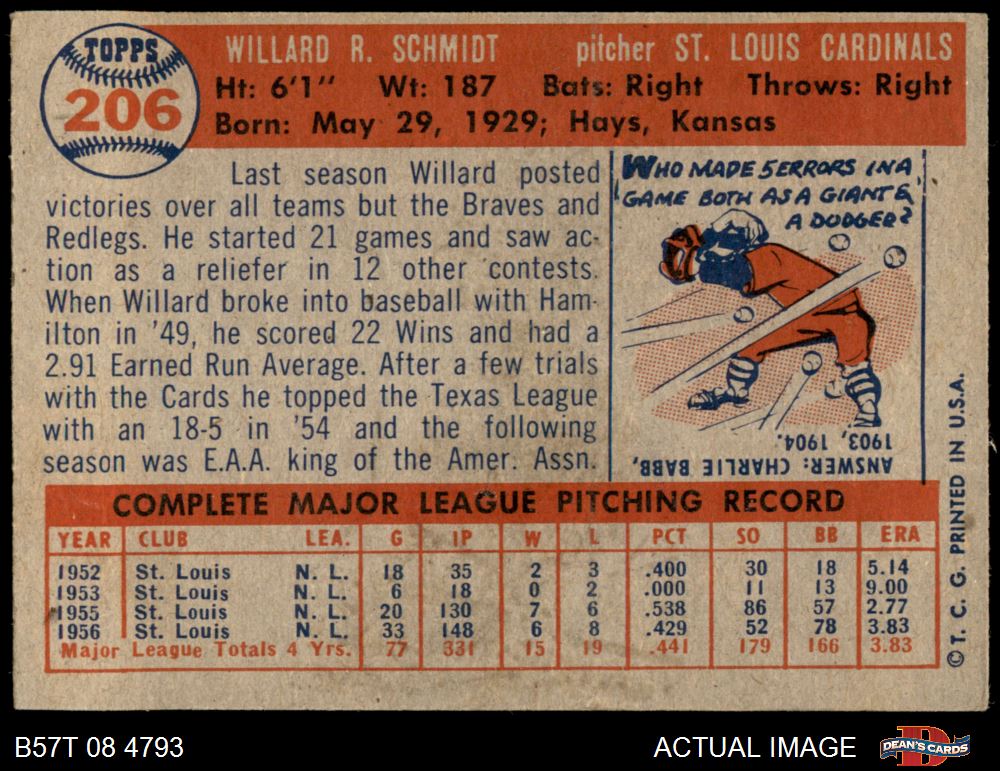 TOPPS
206
WILLARD R. SCHMIDT pitcher ST. LOUIS CARDINALS
Ht: 6'1" Wt: 187 Bats: Right Throws: Right
Born: May 29, 1929; Hays, Kansas
Last season Willard posted
victories over all teams but the Braves and
Redlegs. He started 21 games and saw ac-
tion as a reliefer in 12 other contests.
When Willard broke into baseball with Ham-
ilton in '49, he scored 22 Wins and had a
2.91 Earned Run Average. After a few trials
with the Cards he topped the Texas League
with an 18-5 in '54 and the following
season was E.A.A. king of the Amer. Assn.
WHO MADE 5 ERRORS IN A
GAME BOTH AS A GIANT &
A DODGER?
ANSWER: CHARLIE BABB,
1903, 1904.
COMPLETE MAJOR LEAGUE PITCHING RECORD
YEAR CLUB LEA. G IP W L PCT SO BB ERA
1952 St. Louis N. L. 18 35 2 3 .400 30 18 5.14
1953 St. Louis N. L. 6 18 0 2 .000 11 13 9.00
1955 St. Louis N. L. 20 130 7 6 .538 86 57 2.77
1956 St. Louis N. L. 33 148 6 8 .429 52 78 3.83
Major League Totals 4 Yrs. 77 331 15 19 .441 179 166 3.83
© T. C. G. PRINTED IN U.S.A.
B57T 08 4793 ACTUAL IMAGE
DEAN'S CARDS